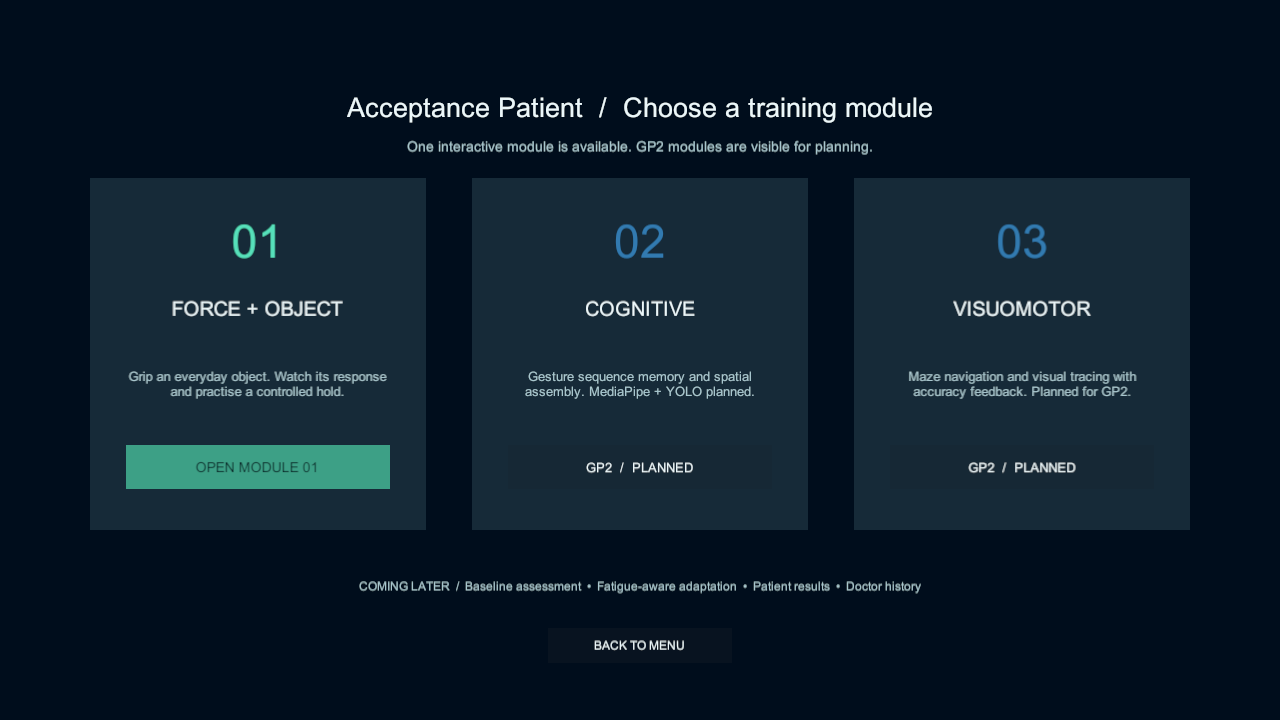 Acceptance Patient / Choose a training module
One interactive module is available. GP2 modules are visible for planning.
01
FORCE + OBJECT
Grip an everyday object. Watch its response
and practise a controlled hold.
OPEN MODULE 01
02
COGNITIVE
Gesture sequence memory and spatial
assembly. MediaPipe + YOLO planned.
GP2 / PLANNED
03
VISUOMOTOR
Maze navigation and visual tracing with
accuracy feedback. Planned for GP2.
GP2 / PLANNED
COMING LATER / Baseline assessment • Fatigue-aware adaptation • Patient results • Doctor history
BACK TO MENU